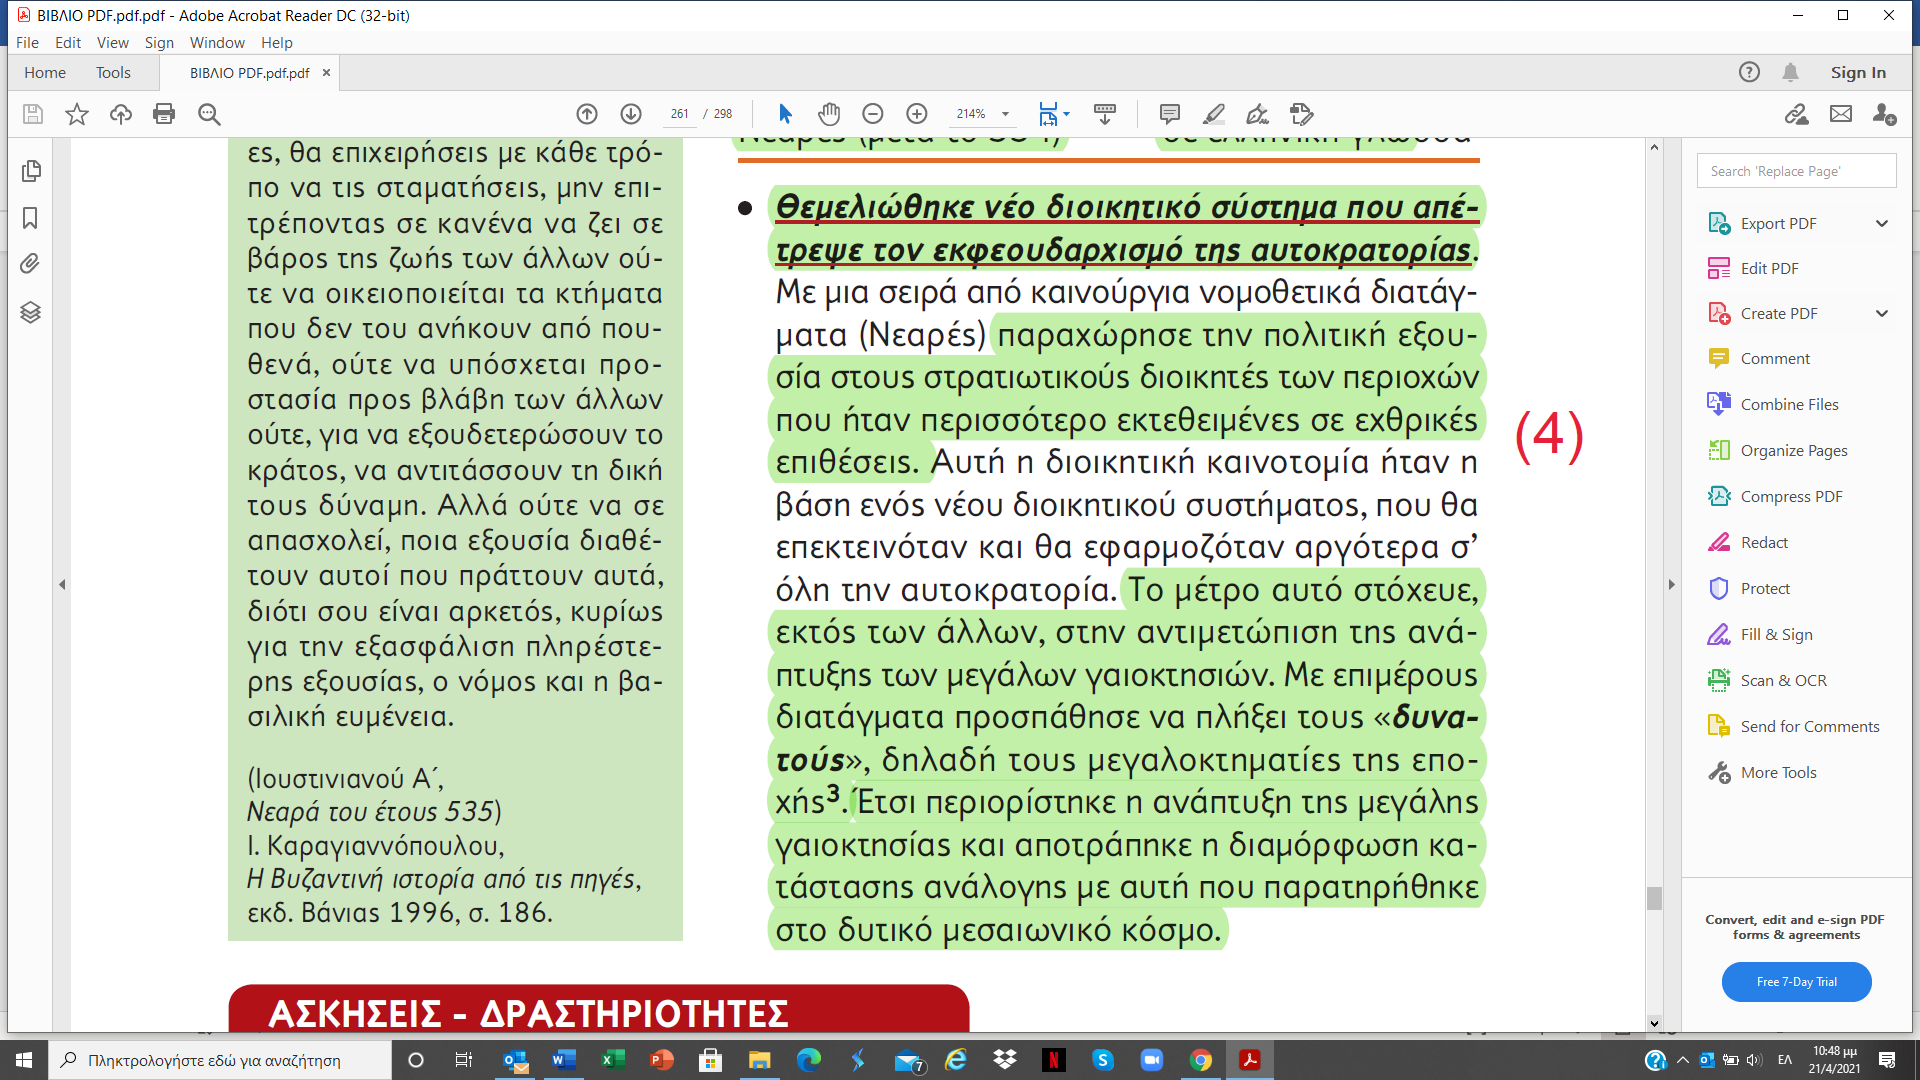 ΒΙΒΛΙΟ PDF.pdf.pdf - Adobe Acrobat Reader DC (32-bit)
File Edit View Sign Window Help
Home Tools ΒΙΒΛΙΟ PDF.pdf.pdf × Sign In
261 / 298 214%
ες, θα επιχειρήσεις με κάθε τρό-
πο να τις σταματήσεις, μην επι-
τρέποντας σε κανένα να ζει σε
βάρος της ζωής των άλλων ού-
τε να οικειοποιείται τα κτήματα
που δεν του ανήκουν από που-
θενά, ούτε να υπόσχεται προ-
στασία προς βλάβη των άλλων
ούτε, για να εξουδετερώσουν το
κράτος, να αντιτάσσουν τη δική
τους δύναμη. Αλλά ούτε να σε
απασχολεί, ποια εξουσία διαθέ-
τουν αυτοί που πράττουν αυτά,
διότι σου είναι αρκετός, κυρίως
για την εξασφάλιση πληρέστε-
ρης εξουσίας, ο νόμος και η βα-
σιλική ευμένεια.
(Ιουστινιανού Α΄,
Νεαρά του έτους 535)
Ι. Καραγιαννόπουλου,
Η Βυζαντινή ιστορία από τις πηγές,
εκδ. Βάνιας 1996, σ. 186.
ΑΣΚΗΣΕΙΣ - ΔΡΑΣΤΗΡΙΟΤΗΤΕΣ
● Θεμελιώθηκε νέο διοικητικό σύστημα που απέ-
τρεψε τον εκφεουδαρχισμό της αυτοκρατορίας.
Με μια σειρά από καινούργια νομοθετικά διατάγ-
ματα (Νεαρές) παραχώρησε την πολιτική εξου-
σία στους στρατιωτικούς διοικητές των περιοχών
που ήταν περισσότερο εκτεθειμένες σε εχθρικές
επιθέσεις. Αυτή η διοικητική καινοτομία ήταν η
βάση ενός νέου διοικητικού συστήματος, που θα
επεκτεινόταν και θα εφαρμοζόταν αργότερα σ’
όλη την αυτοκρατορία. Το μέτρο αυτό στόχευε,
εκτός των άλλων, στην αντιμετώπιση της ανά-
πτυξης των μεγάλων γαιοκτησιών. Με επιμέρους
διατάγματα προσπάθησε να πλήξει τους «δυνα-
τούς», δηλαδή τους μεγαλοκτηματίες της επο-
χής3. Έτσι περιορίστηκε η ανάπτυξη της μεγάλης
γαιοκτησίας και αποτράπηκε η διαμόρφωση κα-
τάστασης ανάλογης με αυτή που παρατηρήθηκε
στο δυτικό μεσαιωνικό κόσμο.
(4)
Search 'Replace Page'
Export PDF
Edit PDF
Create PDF
Comment
Combine Files
Organize Pages
Compress PDF
Redact
Protect
Fill & Sign
Scan & OCR
Send for Comments
More Tools
Convert, edit and e-sign PDF
forms & agreements
Free 7-Day Trial
Πληκτρολογήστε εδώ για αναζήτηση
7
ΕΛ
10:48 μμ
21/4/2021